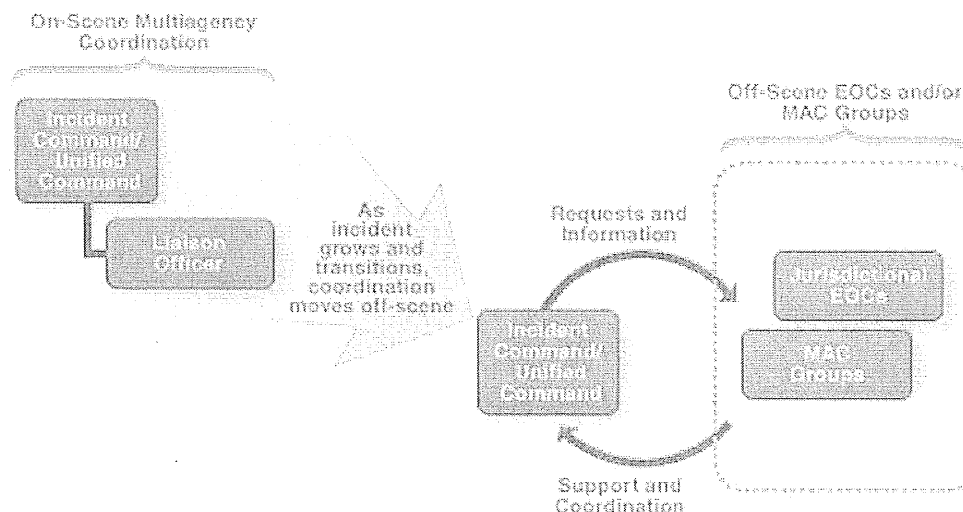 On-Scene Multiagency
Coordination
Incident
Command/
Unified
Command
Liaison
Officer
As
incident
grows and
transitions,
coordination
moves off-scene
Off-Scene EOCs and/or
MAC Groups
Requests and
Information
Incident
Command/
Unified
Command
Jurisdictional
EOCs
MAC
Groups
Support and
Coordination